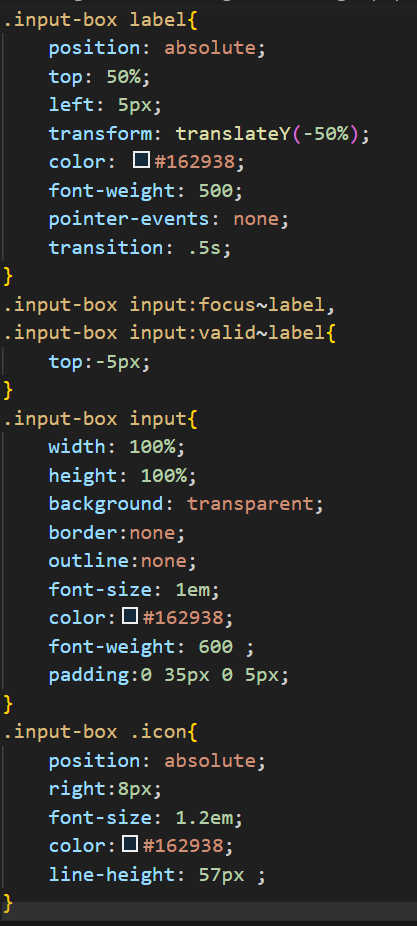 .input-box label{
position: absolute;
top: 50%;
left: 5px;
transform: translateY(-50%);
color: #162938;
font-weight: 500;
pointer-events: none;
transition: .5s;
}
.input-box input:focus~label,
.input-box input:valid~label{
top:-5px;
}
.input-box input{
width: 100%;
height: 100%;
background: transparent;
border:none;
outline:none;
font-size: 1em;
color:#162938;
font-weight: 600 ;
padding:0 35px 0 5px;
}
.input-box .icon{
position: absolute;
right:8px;
font-size: 1.2em;
color:#162938;
line-height: 57px ;
}